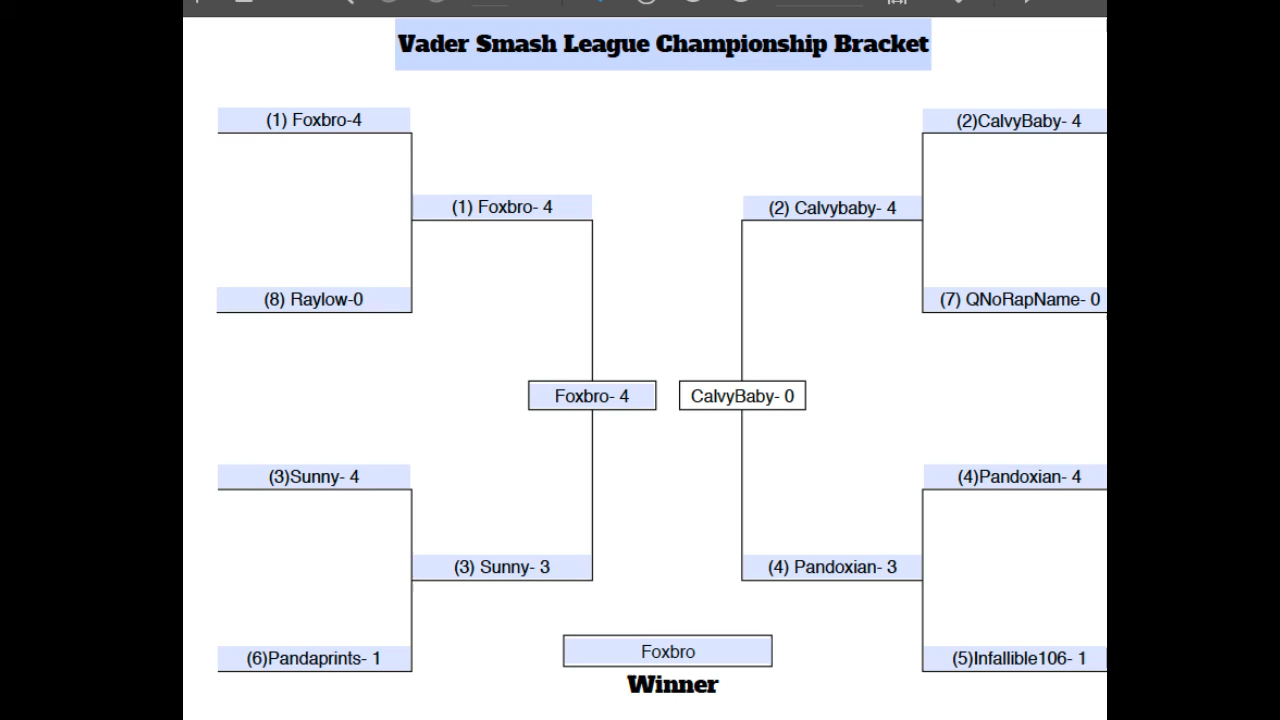 Vader Smash League Championship Bracket
(1) Foxbro-4
(2)CalvyBaby- 4
(1) Foxbro- 4
(2) Calvybaby- 4
(8) Raylow-0
(7) QNoRapName- 0
Foxbro- 4
CalvyBaby- 0
(3)Sunny- 4
(4)Pandoxian- 4
(3) Sunny- 3
(4) Pandoxian- 3
(6)Pandaprints- 1
(5)Infallible106- 1
Foxbro
Winner